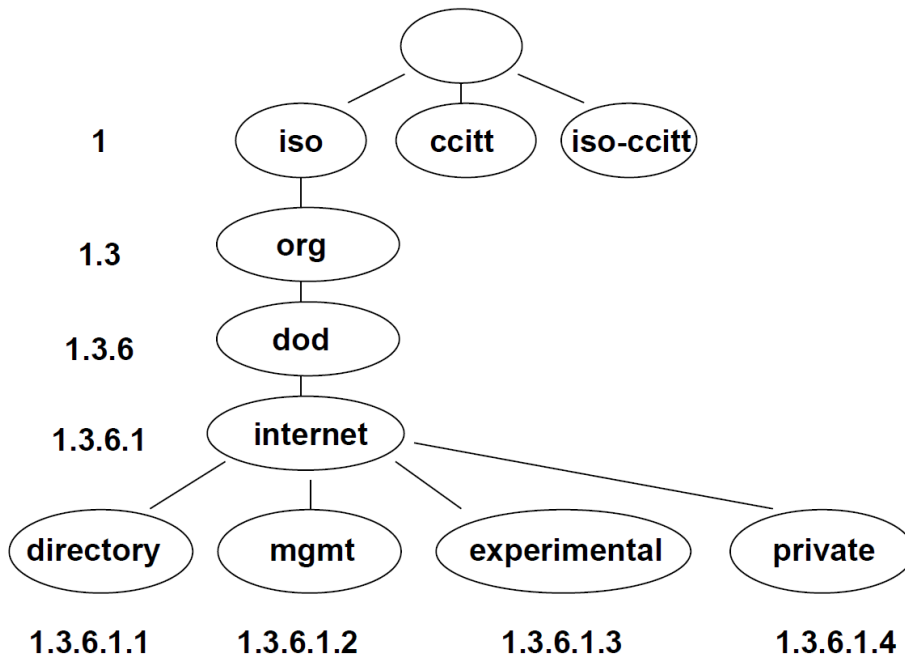 1 iso ccitt iso-ccitt
1.3 org
1.3.6 dod
1.3.6.1 internet
directory mgmt experimental private
1.3.6.1.1 1.3.6.1.2 1.3.6.1.3 1.3.6.1.4